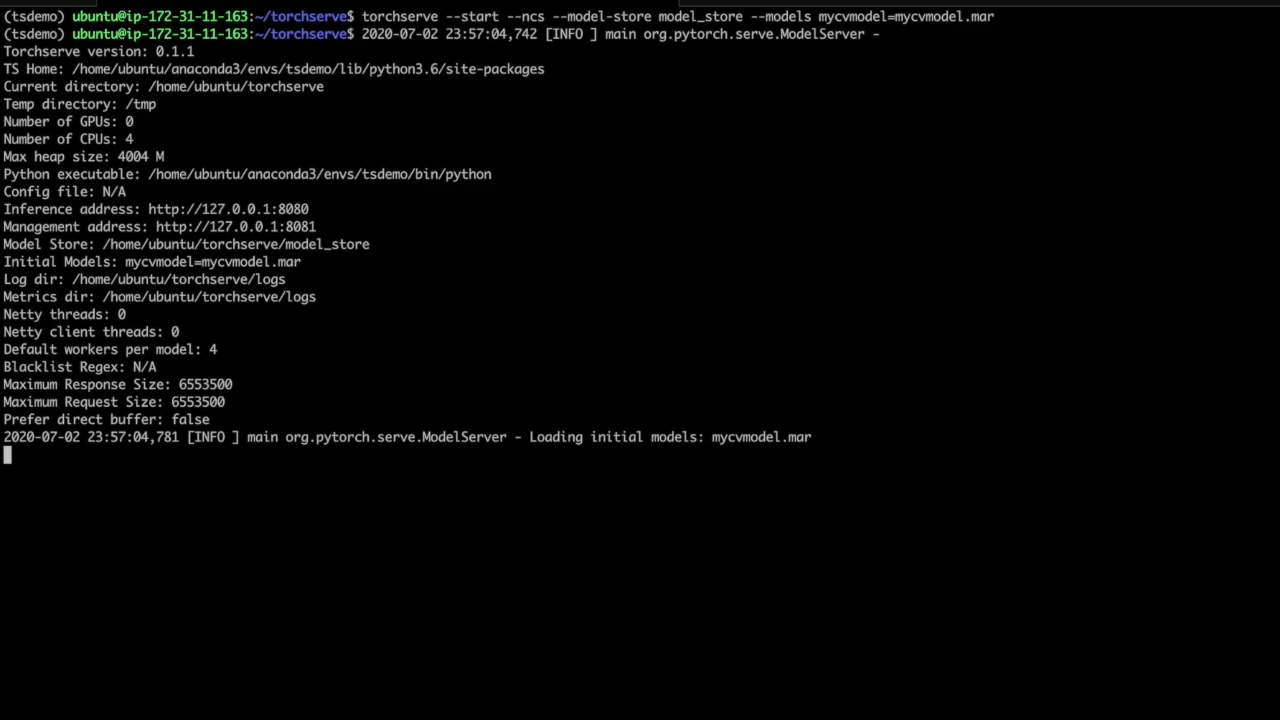 (tsdemo) ubuntu@ip-172-31-11-163:~/torchserve$ torchserve --start --ncs --model-store model_store --models mycvmodel=mycvmodel.mar
(tsdemo) ubuntu@ip-172-31-11-163:~/torchserve$ 2020-07-02 23:57:04,742 [INFO ] main org.pytorch.serve.ModelServer -
Torchserve version: 0.1.1
TS Home: /home/ubuntu/anaconda3/envs/tsdemo/lib/python3.6/site-packages
Current directory: /home/ubuntu/torchserve
Temp directory: /tmp
Number of GPUs: 0
Number of CPUs: 4
Max heap size: 4004 M
Python executable: /home/ubuntu/anaconda3/envs/tsdemo/bin/python
Config file: N/A
Inference address: http://127.0.0.1:8080
Management address: http://127.0.0.1:8081
Model Store: /home/ubuntu/torchserve/model_store
Initial Models: mycvmodel=mycvmodel.mar
Log dir: /home/ubuntu/torchserve/logs
Metrics dir: /home/ubuntu/torchserve/logs
Netty threads: 0
Netty client threads: 0
Default workers per model: 4
Blacklist Regex: N/A
Maximum Response Size: 6553500
Maximum Request Size: 6553500
Prefer direct buffer: false
2020-07-02 23:57:04,781 [INFO ] main org.pytorch.serve.ModelServer - Loading initial models: mycvmodel.mar